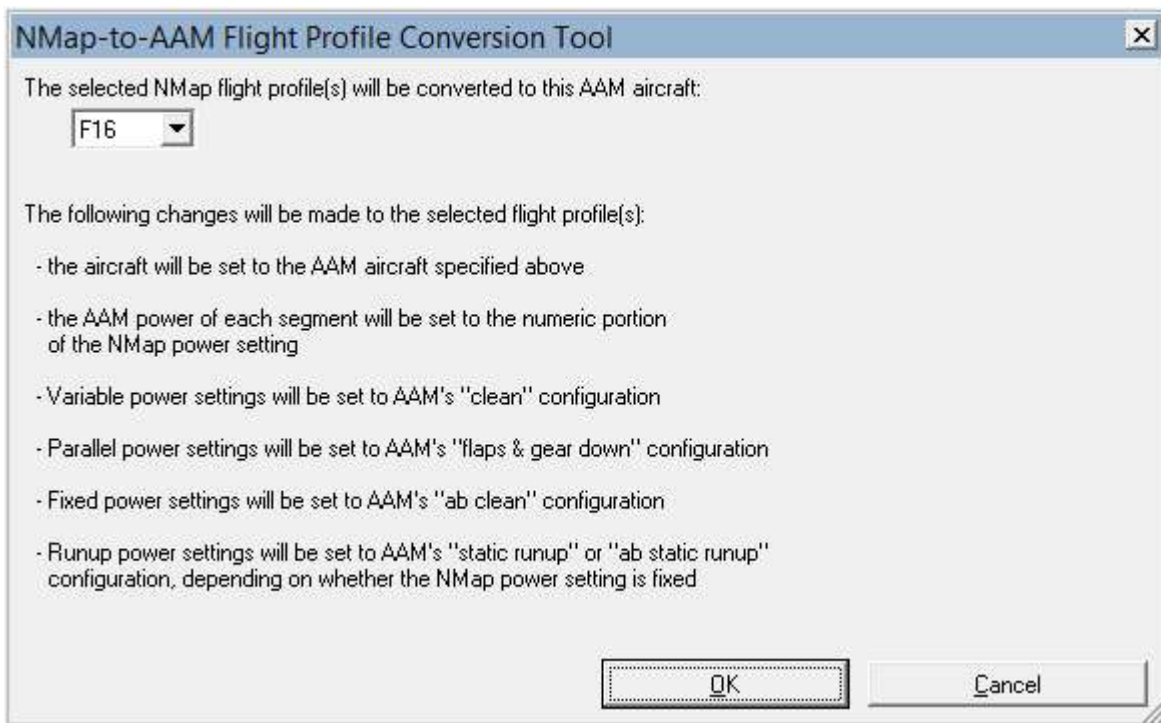 NMap-to-AAM Flight Profile Conversion Tool
The selected NMap flight profile(s) will be converted to this AAM aircraft:
F16
The following changes will be made to the selected flight profile(s):
- the aircraft will be set to the AAM aircraft specified above
- the AAM power of each segment will be set to the numeric portion
of the NMap power setting
- Variable power settings will be set to AAM's "clean" configuration
- Parallel power settings will be set to AAM's "flaps & gear down" configuration
- Fixed power settings will be set to AAM's "ab clean" configuration
- Runup power settings will be set to AAM's "static runup" or "ab static runup"
configuration, depending on whether the NMap power setting is fixed
OK
Cancel